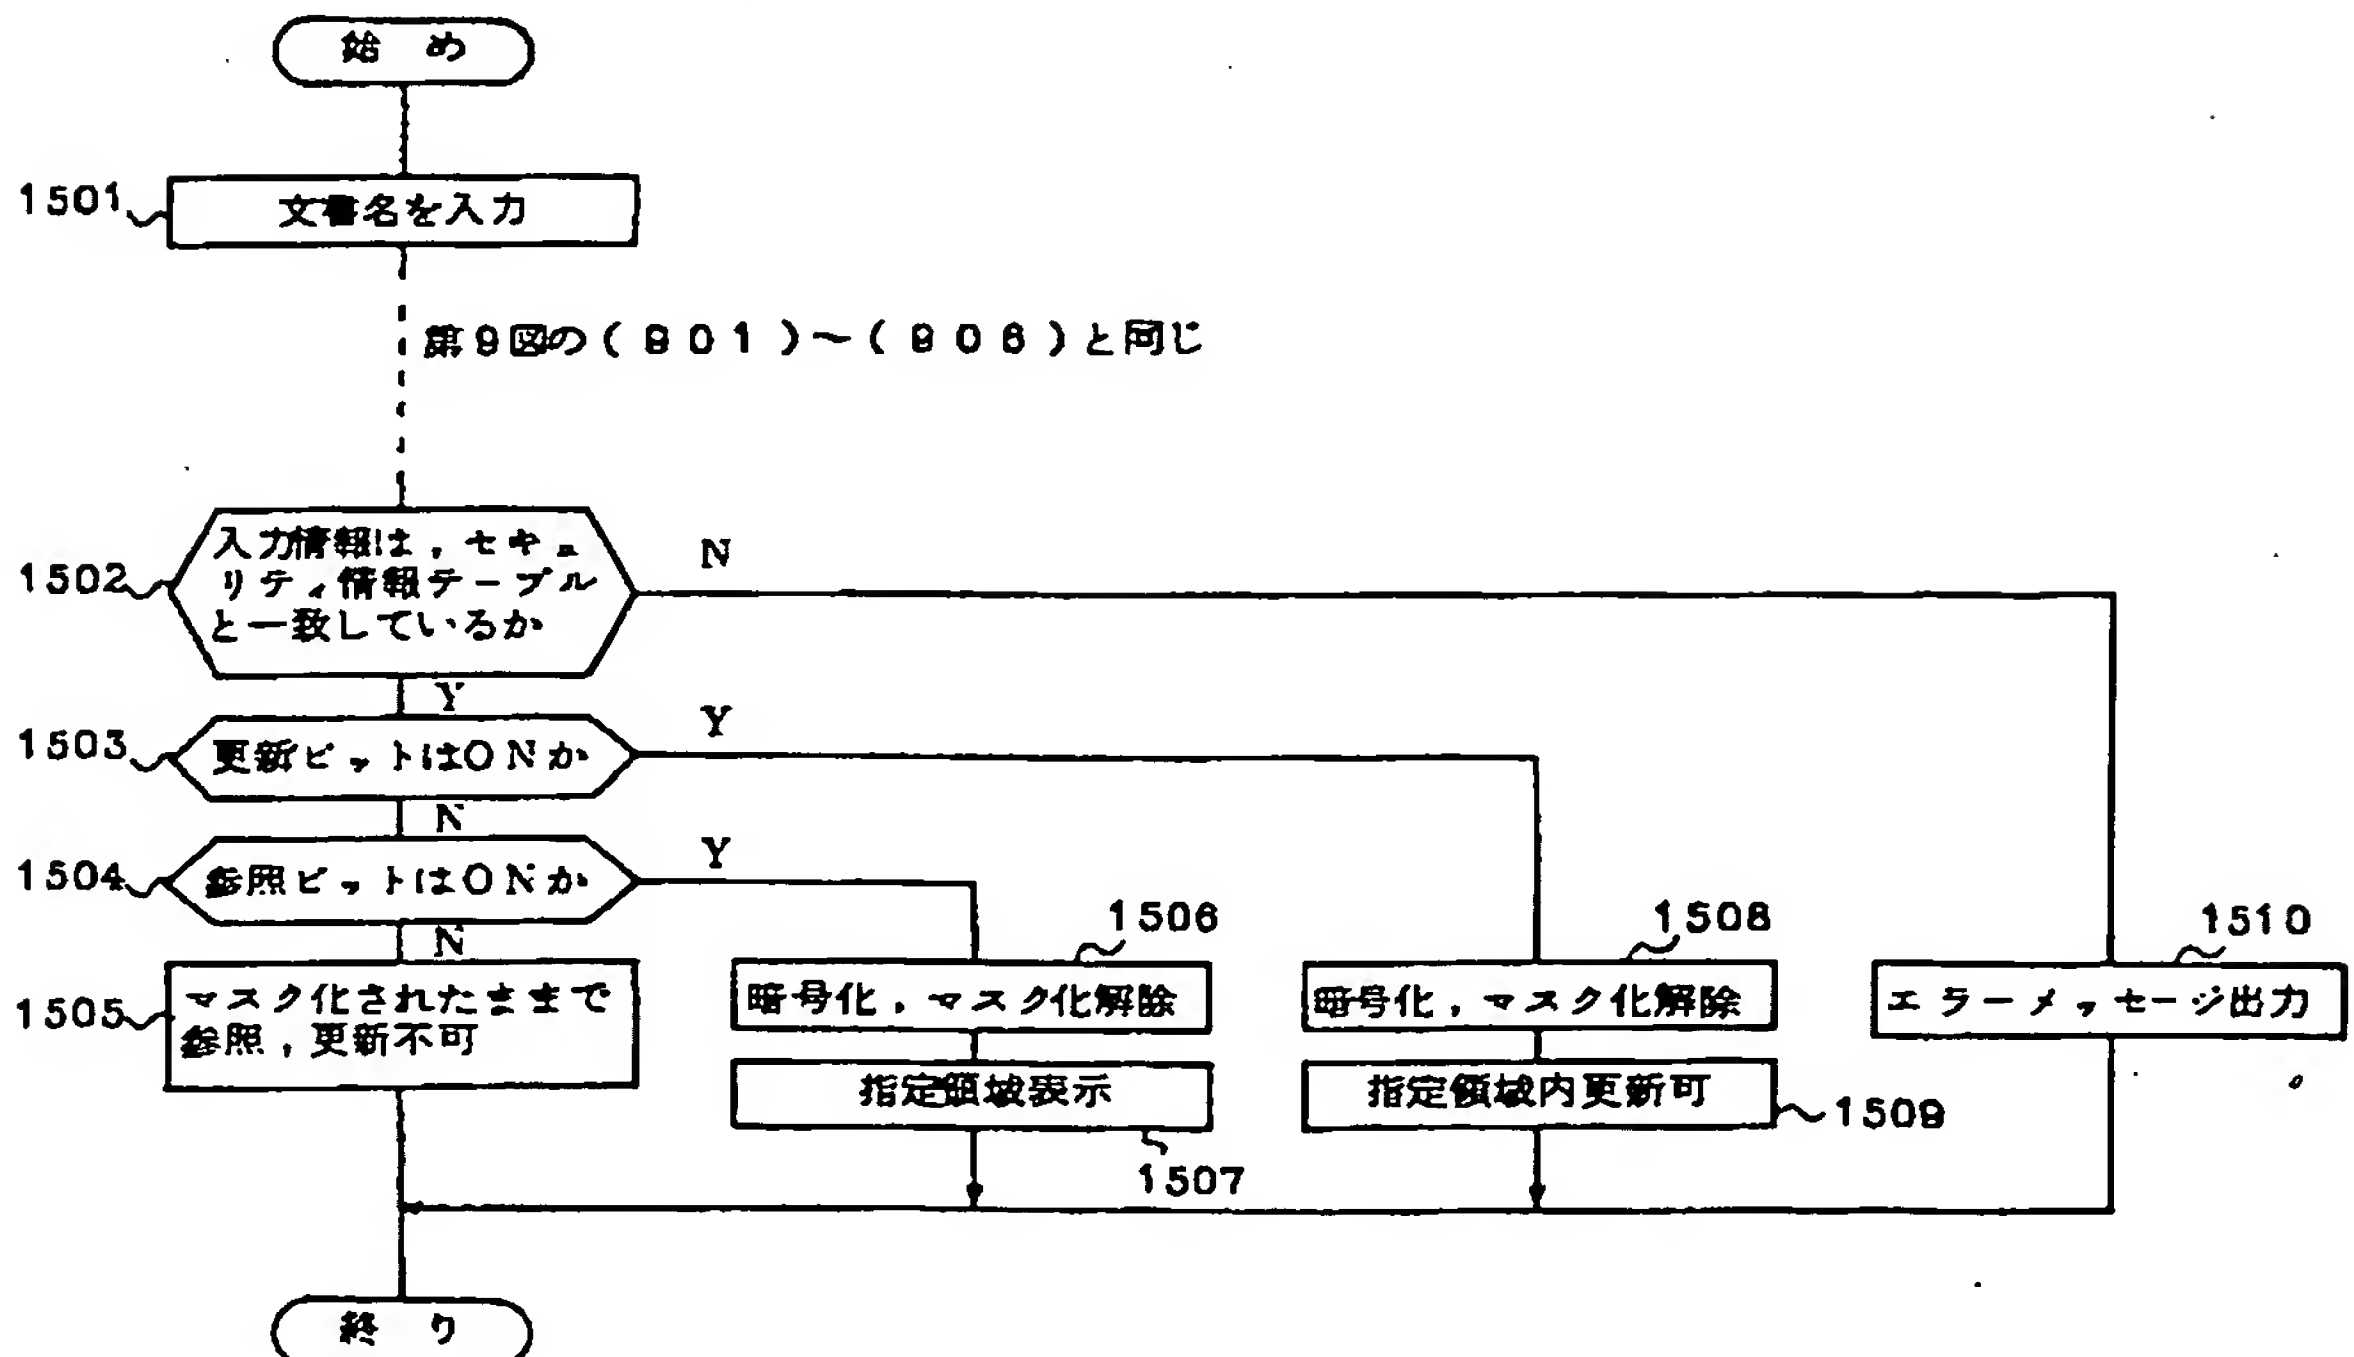 始 め
1501
文書名を入力
第9図の(901)~(906)と同じ
1502
入力情報は,セキュ
リティ情報テーブル
と一致しているか
N
Y
1503
更新ビットはONか
Y
N
1504
参照ビットはONか
Y
N
1505
マスク化されたままで
参照,更新不可
1506
暗号化,マスク化解除
指定領域表示
1507
1508
暗号化,マスク化解除
指定領域内更新可
1509
1510
エラーメッセージ出力
終 り